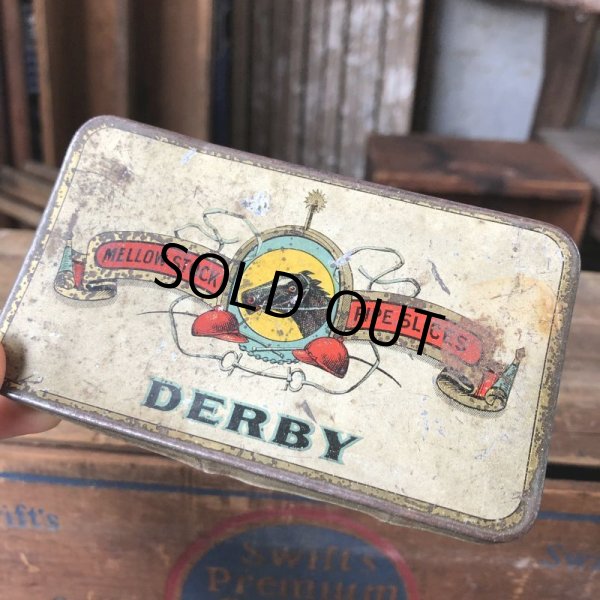 MELLOW STOCK
PIPE SLICES
SOLD OUT
DERBY
Swift's
Swift's
Premium